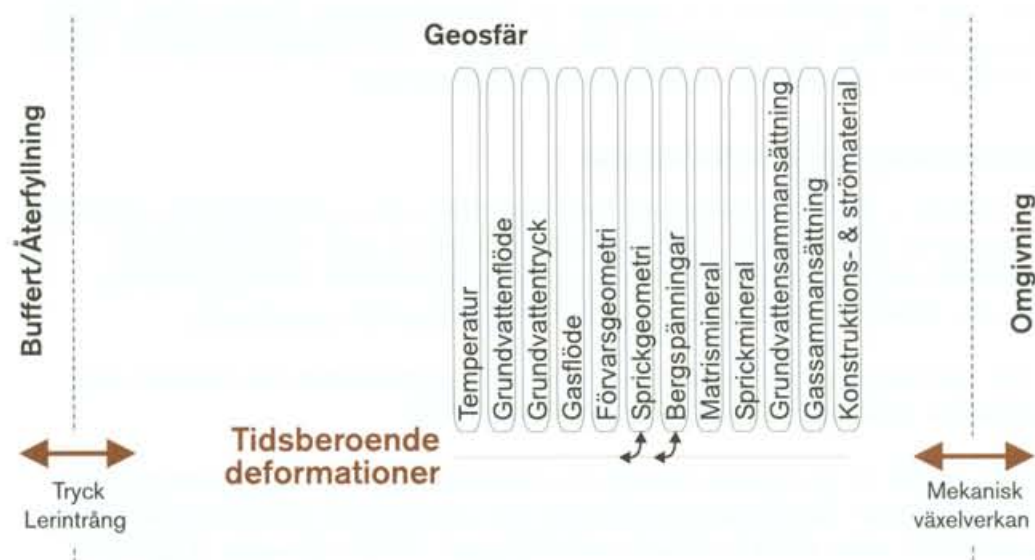 Geosfär
Buffert/Återfyllning
Temperatur
Grundvattenflöde
Grundvattentryck
Gasflöde
Förvarsgeometri
Sprickgeometri
Bergspänningar
Matrismineral
Sprickmineral
Grundvattensammansättning
Gassammansättning
Konstruktions- & strömaterial
Omgivning
Tidsberoende
deformationer
Tryck
Lerintrång
Mekanisk
växelverkan